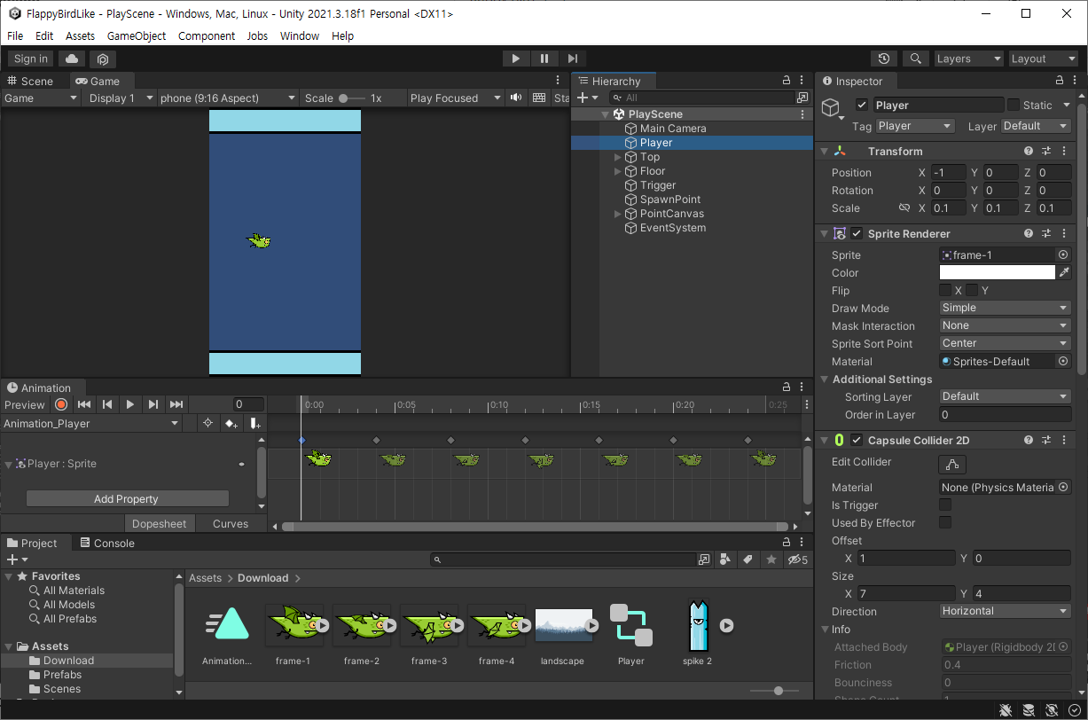 FlappyBirdLike - PlayScene - Windows, Mac, Linux - Unity 2021.3.18f1 Personal <DX11>
File Edit Assets GameObject Component Jobs Window Help
Sign in Layers Layout
Scene Game
Game Display 1 phone (9:16 Aspect) Scale 1x Play Focused Sta
Hierarchy
All
PlayScene
Main Camera
Player
Top
Floor
Trigger
SpawnPoint
PointCanvas
EventSystem
Inspector
Player Static
Tag Player Layer Default
Transform
Position X -1 Y 0 Z 0
Rotation X 0 Y 0 Z 0
Scale X 0.1 Y 0.1 Z 0.1
Sprite Renderer
Sprite frame-1
Color
Flip X Y
Draw Mode Simple
Mask Interaction None
Sprite Sort Point Center
Material Sprites-Default
Additional Settings
Sorting Layer Default
Order in Layer 0
Capsule Collider 2D
Edit Collider
Material None (Physics Materia
Is Trigger
Used By Effector
Offset
X 1 Y 0
Size
X 7 Y 4
Direction Horizontal
Info
Attached Body Player (Rigidbody 2D
Friction 0.4
Bounciness 0
Animation
Preview 0 0:00 0:05 0:10 0:15 0:20 0:25
Animation_Player
Player : Sprite
Add Property
Dopesheet Curves
Project Console
5
Favorites
All Materials
All Models
All Prefabs
Assets
Download
Prefabs
Scenes
Assets > Download >
Animation... frame-1 frame-2 frame-3 frame-4 landscape Player spike 2